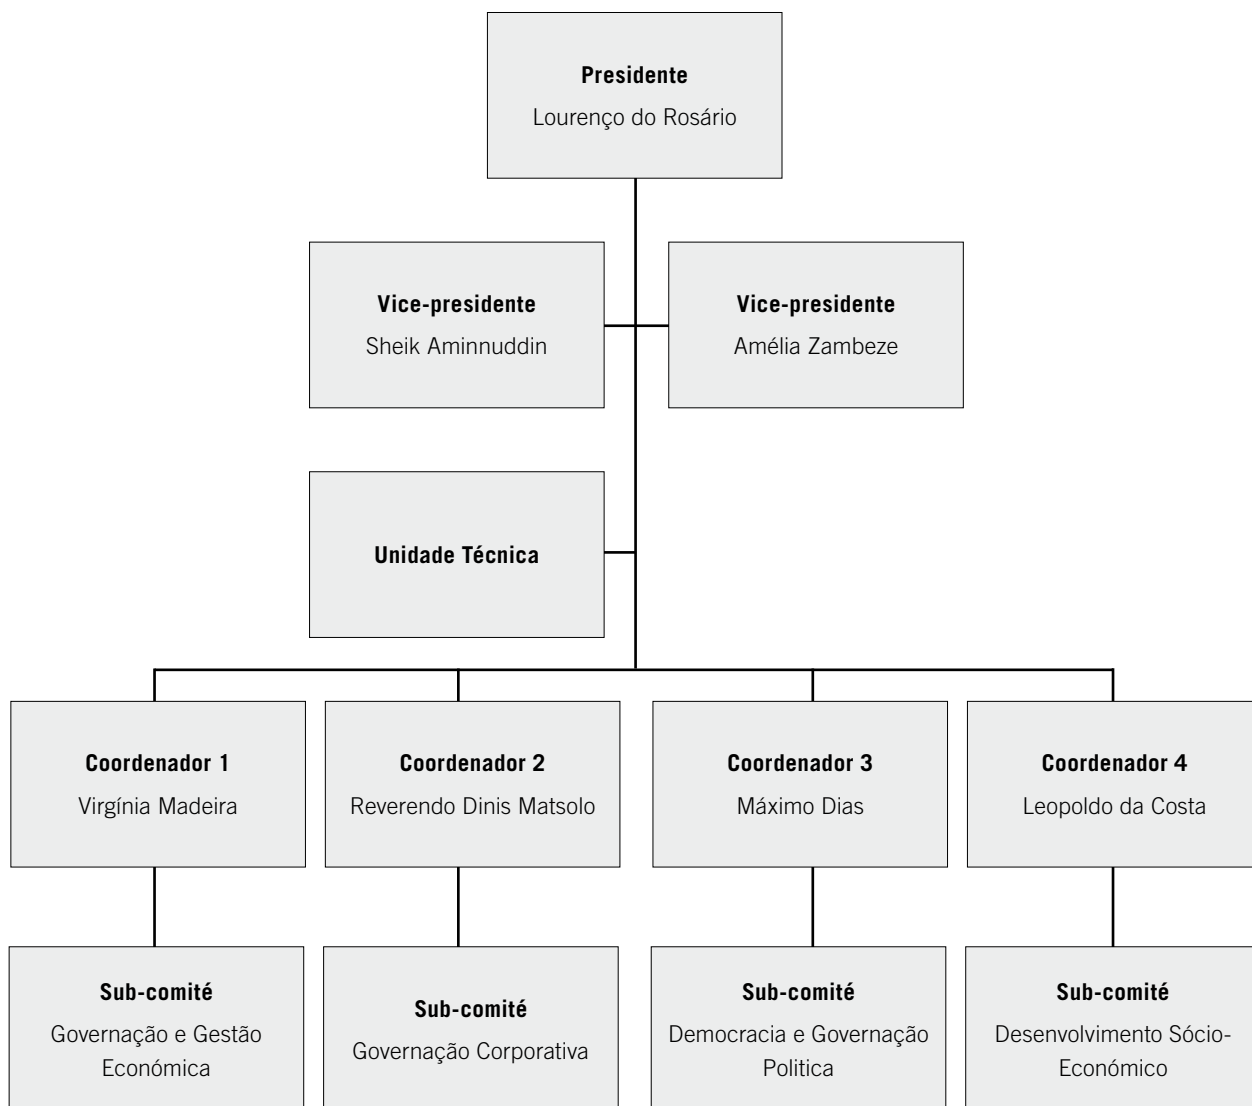 Presidente
Lourenço do Rosário
Vice-presidente
Sheik Aminnuddin
Vice-presidente
Amélia Zambeze
Unidade Técnica
Coordenador 1
Virgínia Madeira
Coordenador 2
Reverendo Dinis Matsolo
Coordenador 3
Máximo Dias
Coordenador 4
Leopoldo da Costa
Sub-comité
Governação e Gestão
Económica
Sub-comité
Governação Corporativa
Sub-comité
Democracia e Governação
Politica
Sub-comité
Desenvolvimento Sócio-
Económico